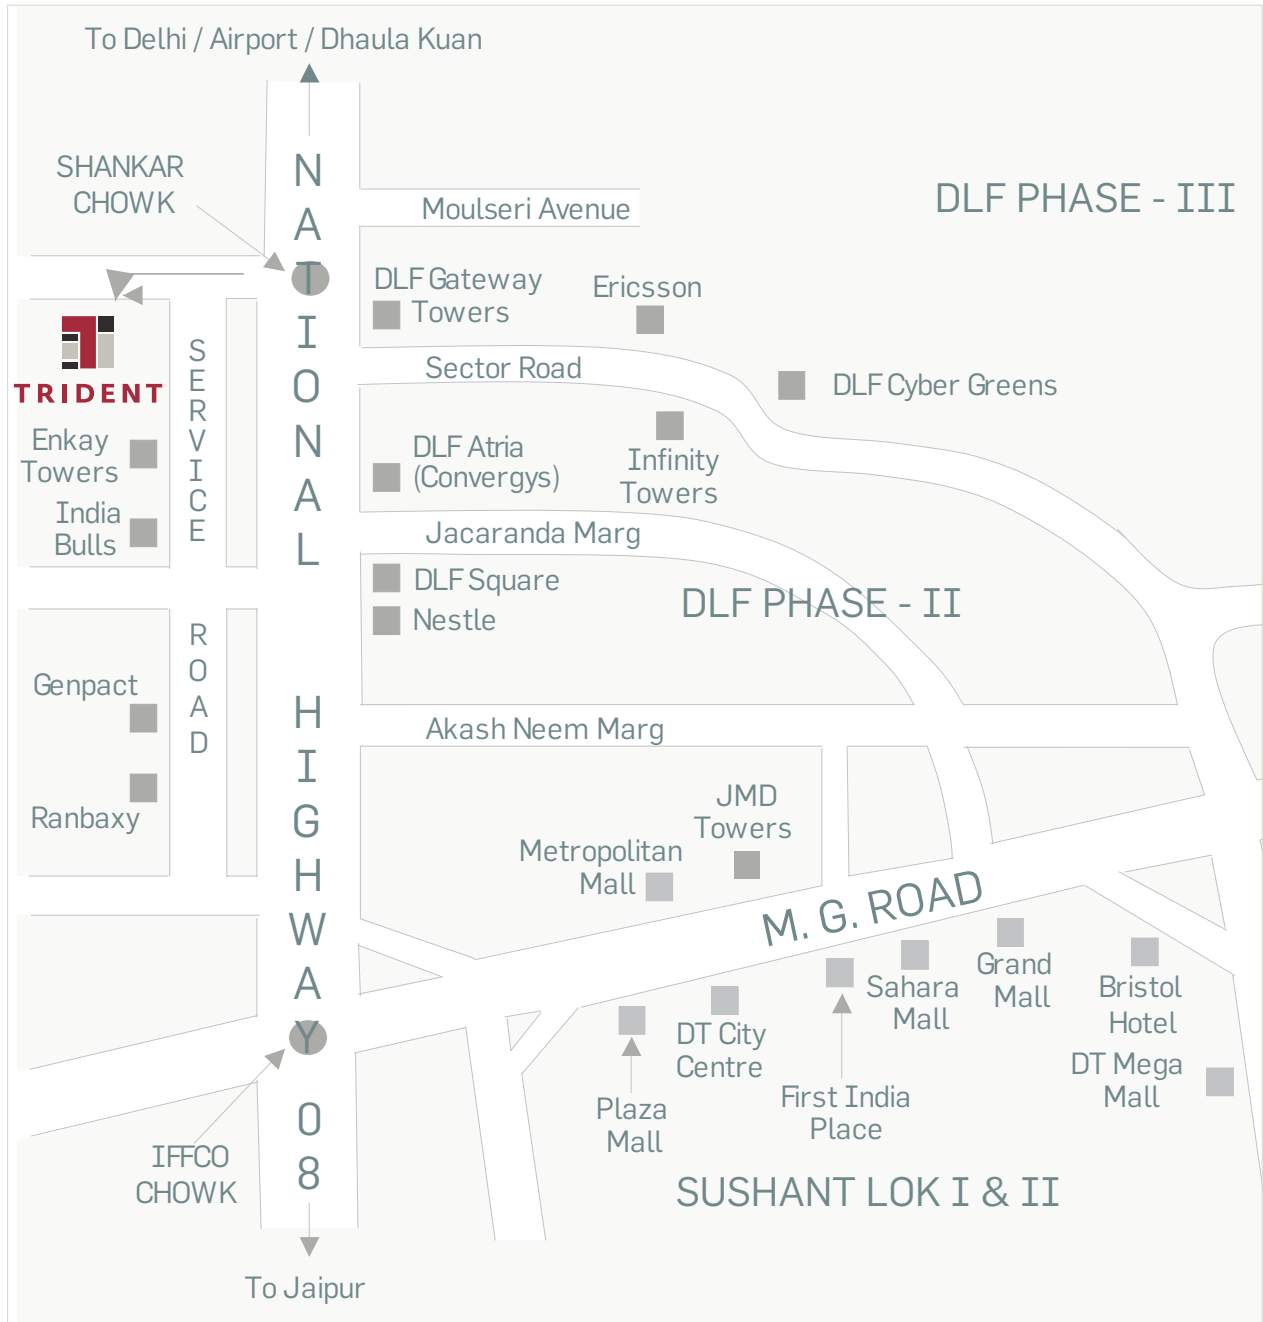 To Delhi / Airport / Dhaula Kuan
SHANKAR
CHOWK
NATIONAL HIGHWAY 08
Moulseri Avenue
DLF PHASE - III
DLF Gateway
Towers
Ericsson
TRIDENT
SERVICE ROAD
Sector Road
DLF Cyber Greens
Enkay
Towers
DLF Atria
(Convergys)
Infinity
Towers
India
Bulls
Jacaranda Marg
DLF Square
DLF PHASE - II
Nestle
Genpact
Akash Neem Marg
Ranbaxy
JMD
Towers
Metropolitan
Mall
M. G. ROAD
Grand
Mall
Sahara
Mall
Bristol
Hotel
DT City
Centre
DT Mega
Mall
First India
Place
Plaza
Mall
IFFCO
CHOWK
SUSHANT LOK I & II
To Jaipur